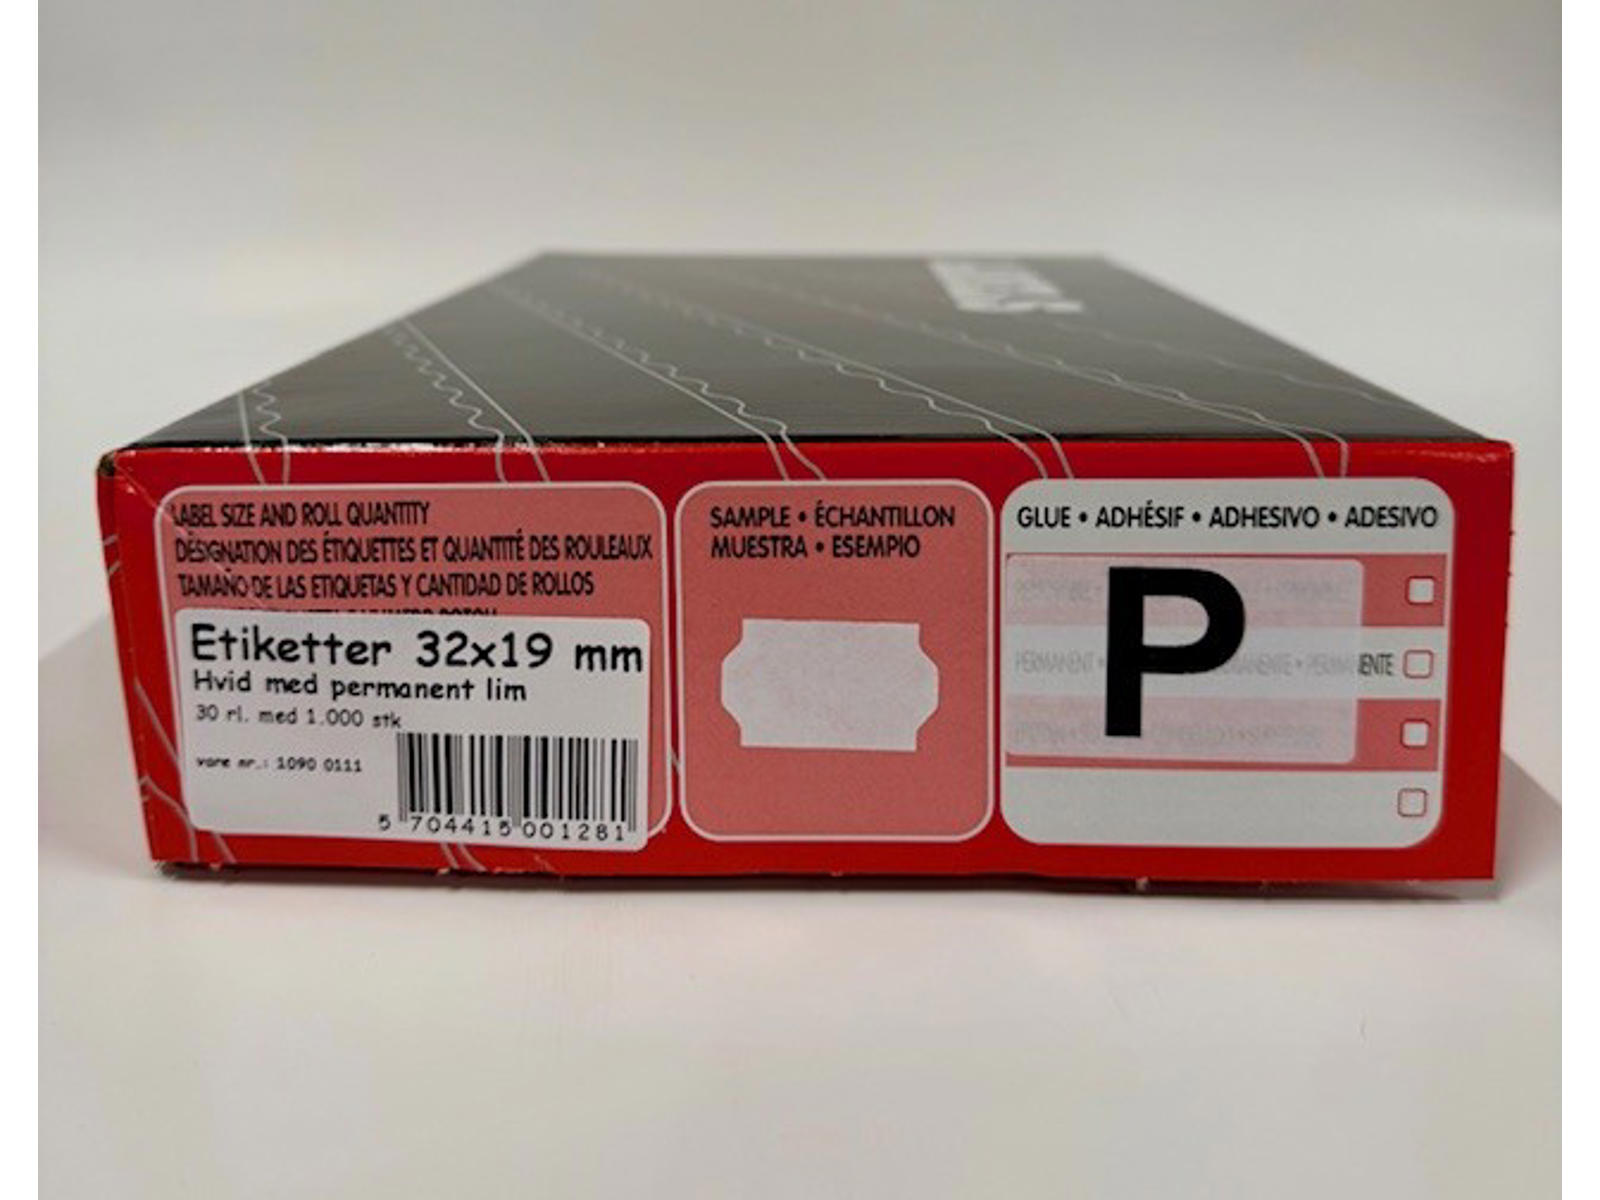 LABEL SIZE AND ROLL QUANTITY
DÉSIGNATION DES ÉTIQUETTES ET QUANTITÉ DES ROULEAUX
TAMAÑO DE LAS ETIQUETAS Y CANTIDAD DE ROLLOS
Etiketter 32x19 mm
Hvid med permanent lim
30 rl. med 1.000 stk
vare nr.: 1090 0111
5 704415 001281
SAMPLE • ÉCHANTILLON
MUESTRA • ESEMPIO
GLUE • ADHÉSIF • ADHESIVO • ADESIVO
P
PERMANENT •